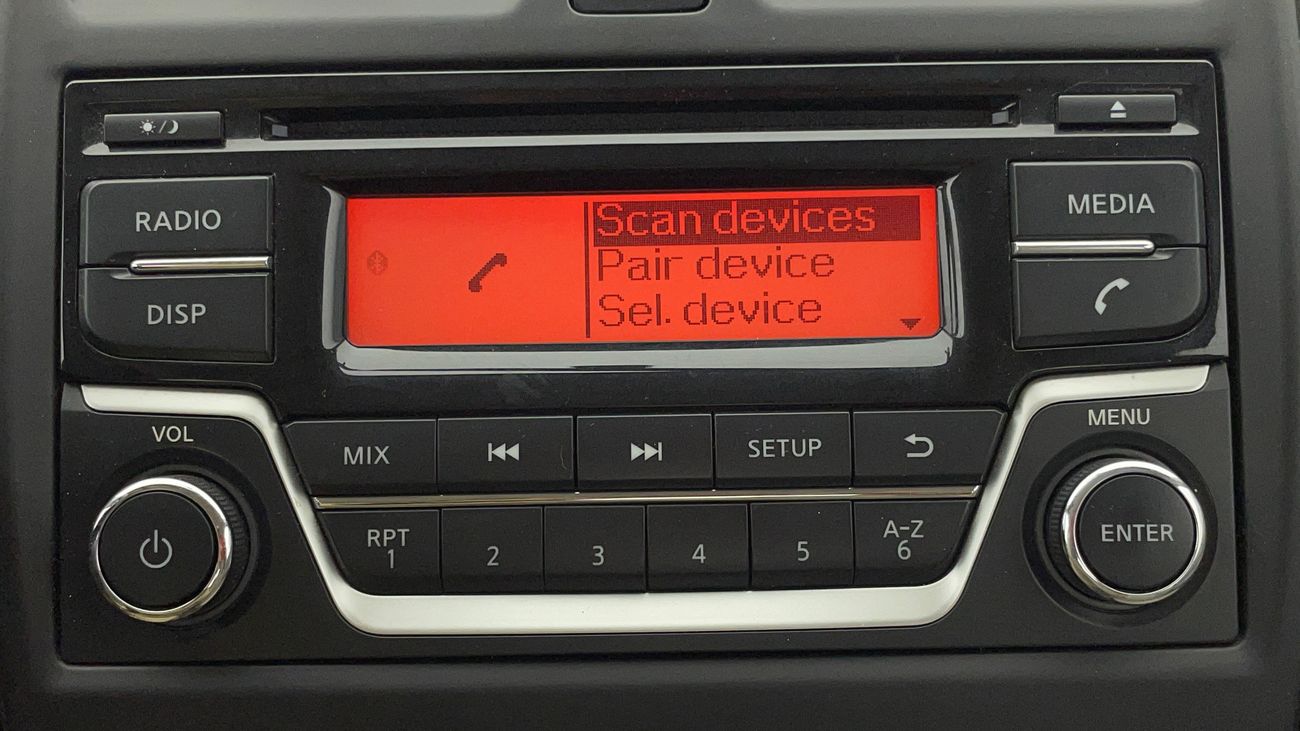 RADIO
MEDIA
DISP
Scan devices
Pair device
Sel. device
VOL
MENU
MIX
SETUP
RPT
1
2
3
4
5
A-Z
6
ENTER